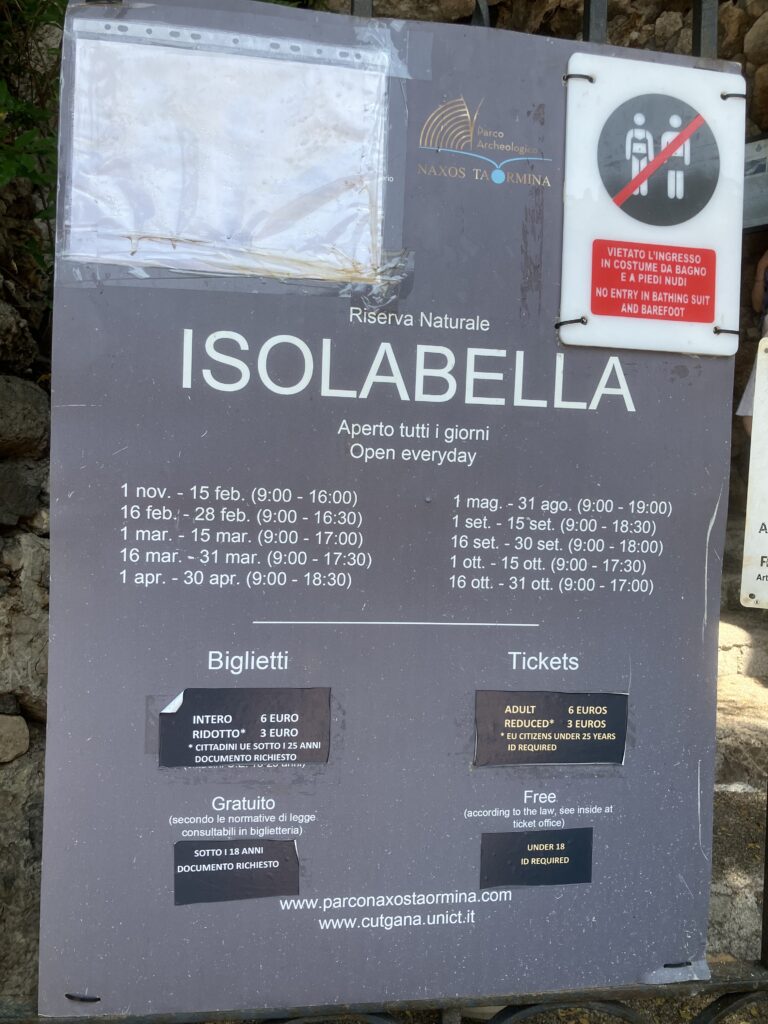 Parco
Archeologico
NAXOS TAORMINA
VIETATO L'INGRESSO
IN COSTUME DA BAGNO
E A PIEDI NUDI
NO ENTRY IN BATHING SUIT
AND BAREFOOT
Riserva Naturale
ISOLABELLA
Aperto tutti i giorni
Open everyday
1 nov. - 15 feb. (9:00 - 16:00)
16 feb. - 28 feb. (9:00 - 16:30)
1 mar. - 15 mar. (9:00 - 17:00)
16 mar. - 31 mar. (9:00 - 17:30)
1 apr. - 30 apr. (9:00 - 18:30)
1 mag. - 31 ago. (9:00 - 19:00)
1 set. - 15 set. (9:00 - 18:30)
16 set. - 30 set. (9:00 - 18:00)
1 ott. - 15 ott. (9:00 - 17:30)
16 ott. - 31 ott. (9:00 - 17:00)
Biglietti
INTERO 6 EURO
RIDOTTO* 3 EURO
* CITTADINI UE SOTTO I 25 ANNI
DOCUMENTO RICHIESTO
Gratuito
(secondo le normative di legge
consultabili in biglietteria)
SOTTO I 18 ANNI
DOCUMENTO RICHIESTO
Tickets
ADULT 6 EUROS
REDUCED* 3 EUROS
* EU CITIZENS UNDER 25 YEARS
ID REQUIRED
Free
(according to the law, see inside at
ticket office)
UNDER 18
ID REQUIRED
www.parconaxostaormina.com
www.cutgana.unict.it